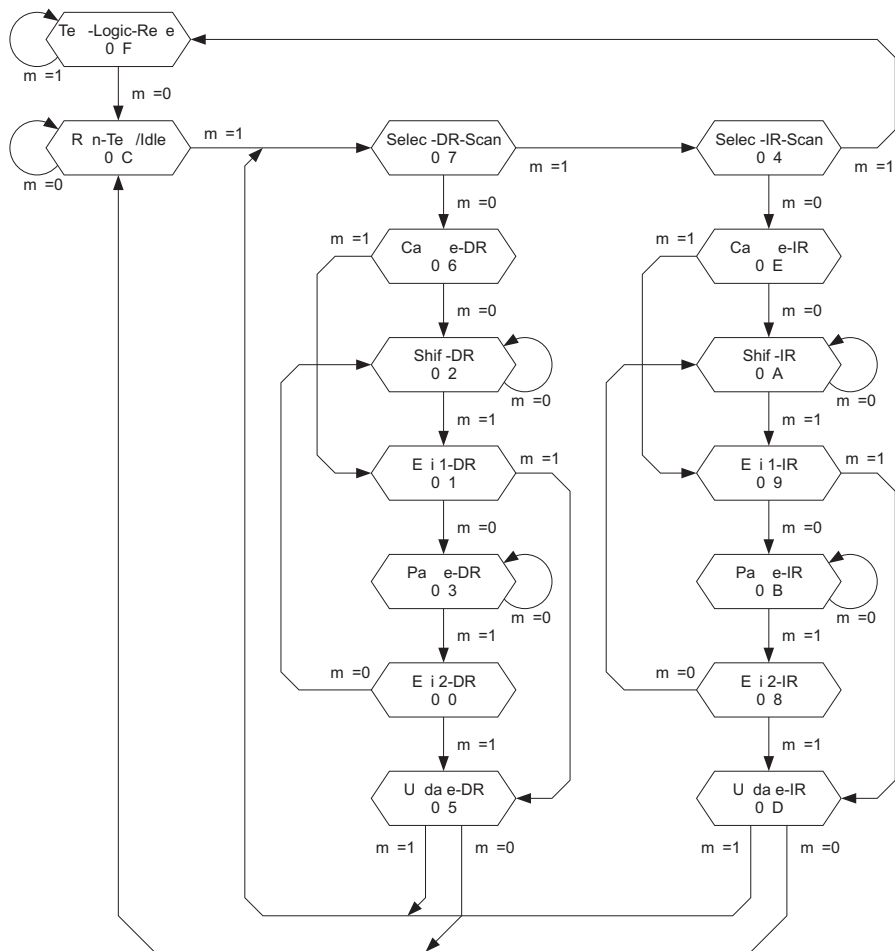 Te -Logic-Re e
0 F
m =1
m =0
R n-Te /Idle
0 C
m =1
m =0
Selec -DR-Scan
0 7
m =1
Selec -IR-Scan
0 4
m =1
m =0
m =0
m =1
Ca e-DR
0 6
m =1
Ca e-IR
0 E
m =0
m =0
Shif -DR
0 2
m =0
Shif -IR
0 A
m =0
m =1
m =1
E i 1-DR
0 1
m =1
E i 1-IR
0 9
m =1
m =0
m =0
Pa e-DR
0 3
m =0
Pa e-IR
0 B
m =0
m =1
m =1
m =0
E i 2-DR
0 0
m =0
E i 2-IR
0 8
m =1
m =1
U da e-DR
0 5
U da e-IR
0 D
m =1
m =0
m =1
m =0